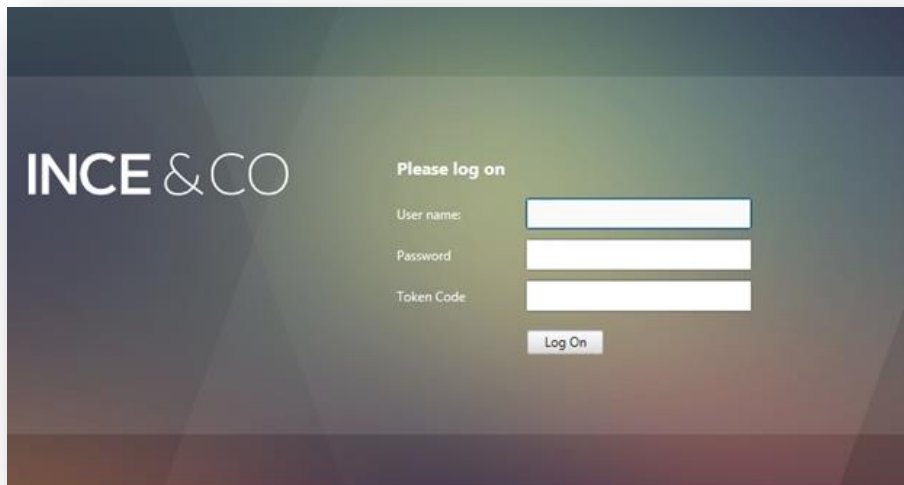 INCE & CO
Please log on
User name:
Password
Token Code
Log On